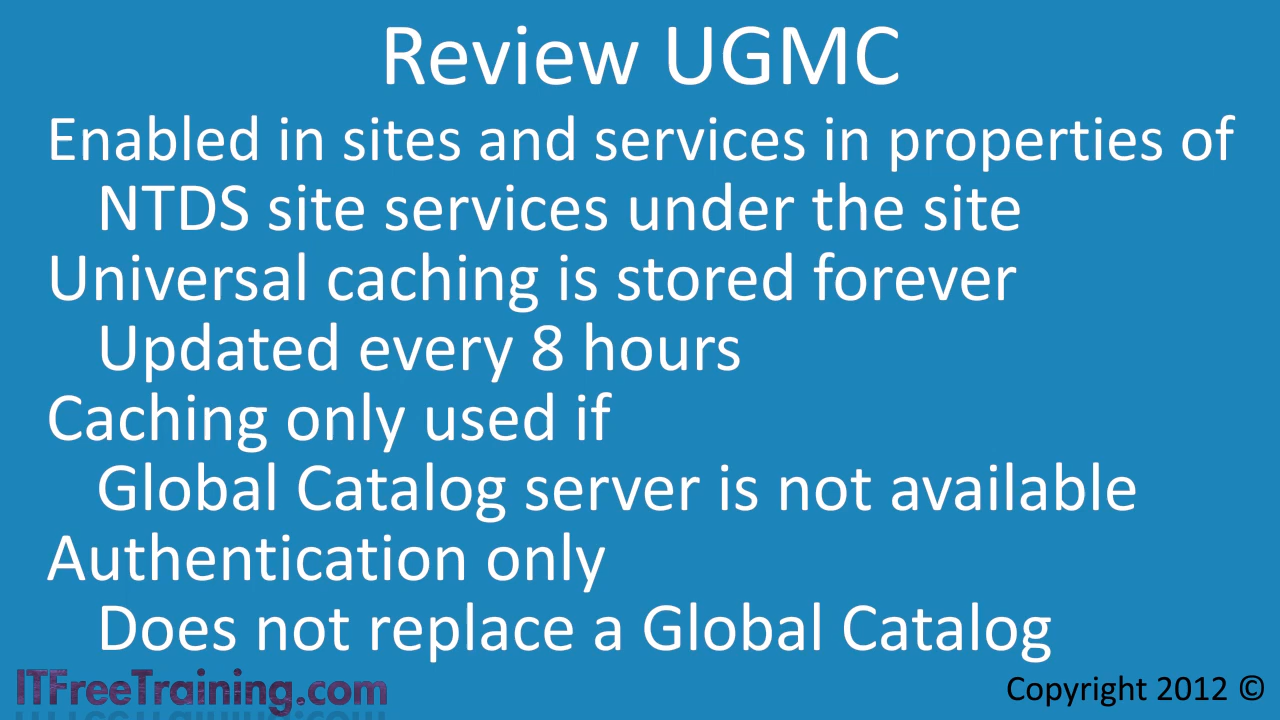 Review UGMC
Enabled in sites and services in properties of
NTDS site services under the site
Universal caching is stored forever
Updated every 8 hours
Caching only used if
Global Catalog server is not available
Authentication only
Does not replace a Global Catalog
ITFreeTraining.com
Copyright 2012 ©